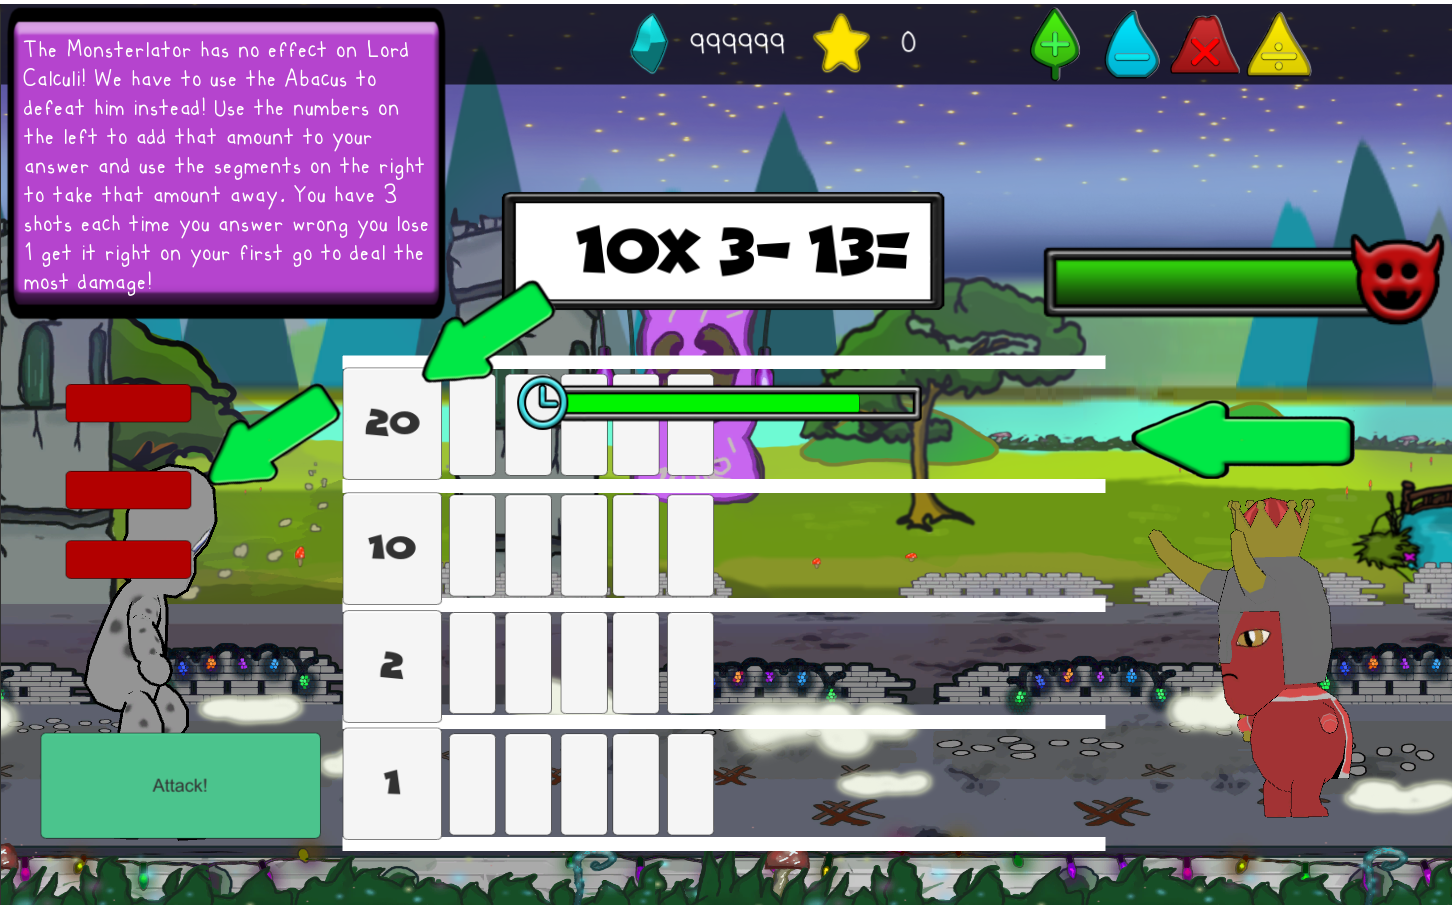 The Monsterlator has no effect on Lord
Calculi! We have to use the Abacus to
defeat him instead! Use the numbers on
the left to add that amount to your
answer and use the segments on the right
to take that amount away. You have 3
shots each time you answer wrong you lose
1 get it right on your first go to deal the
most damage!
999999
0
10x 3- 13=
20
10
2
1
Attack!